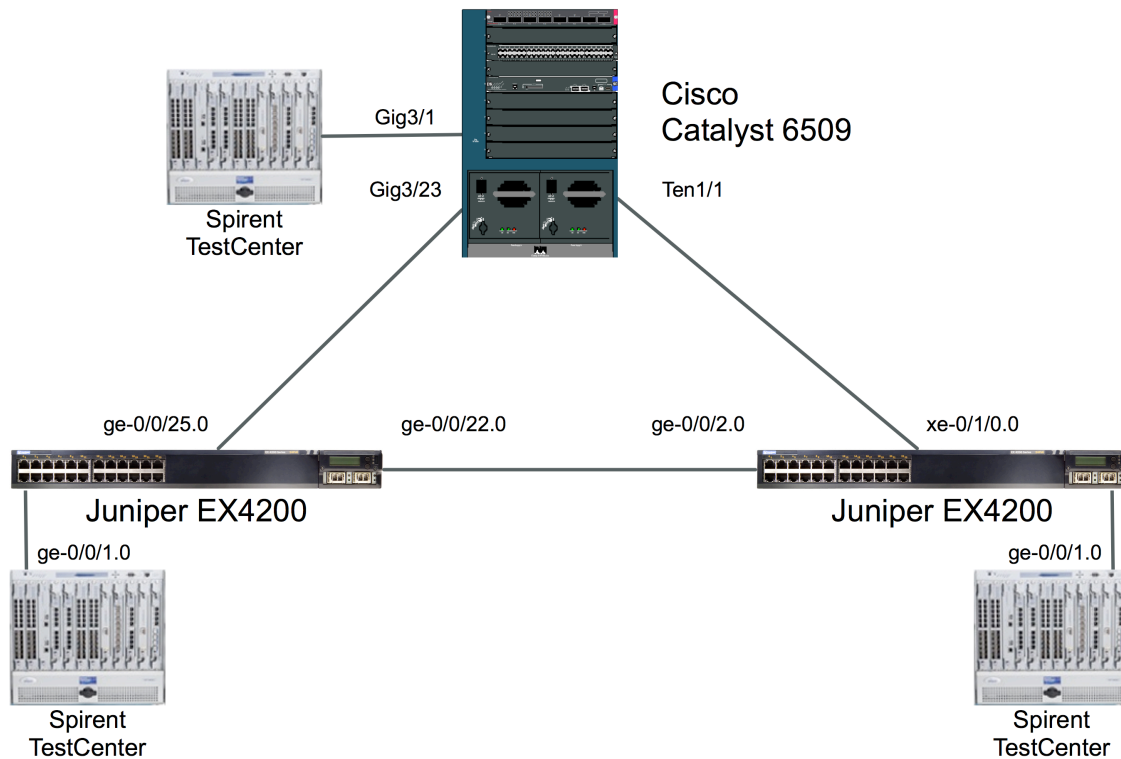 Cisco
Catalyst 6509
Gig3/1
Gig3/23
Ten1/1
Spirent
TestCenter
ge-0/0/25.0
ge-0/0/22.0
ge-0/0/2.0
xe-0/1/0.0
Juniper EX4200
Juniper EX4200
ge-0/0/1.0
ge-0/0/1.0
Spirent
TestCenter
Spirent
TestCenter